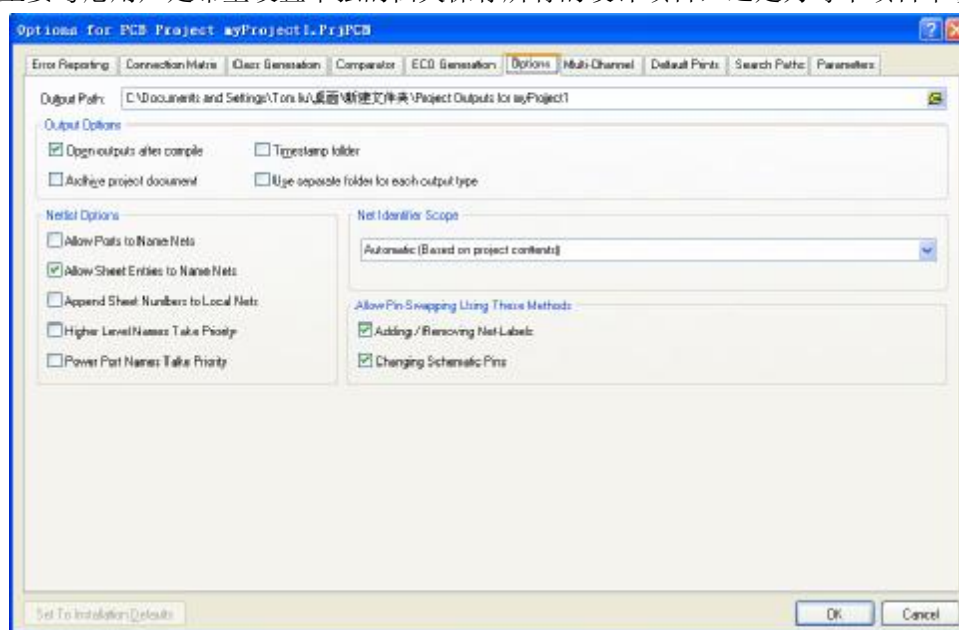 Options for PCB Project myProject1.PrjPCB
Error Reporting Connection Matrix Class Generation Comparator ECO Generation Options Multi-Channel Default Prints Search Paths Parameters
Output Path: C:\Documents and Settings\Tom liu\桌面\新建文件夹\Project Outputs for myProject1
Output Options
Open outputs after compile Timestamp folder
Archive project document Use separate folder for each output type
Netlist Options Net Identifier Scope
Allow Ports to Name Nets
Automatic (Based on project contents)
Allow Sheet Entries to Name Nets
Append Sheet Numbers to Local Nets
Allow Pin-Swapping Using These Methods
Higher Level Names Take Priority Adding / Removing Net-Labels
Power Port Names Take Priority Changing Schematic Pins
Set To Installation Defaults OK Cancel